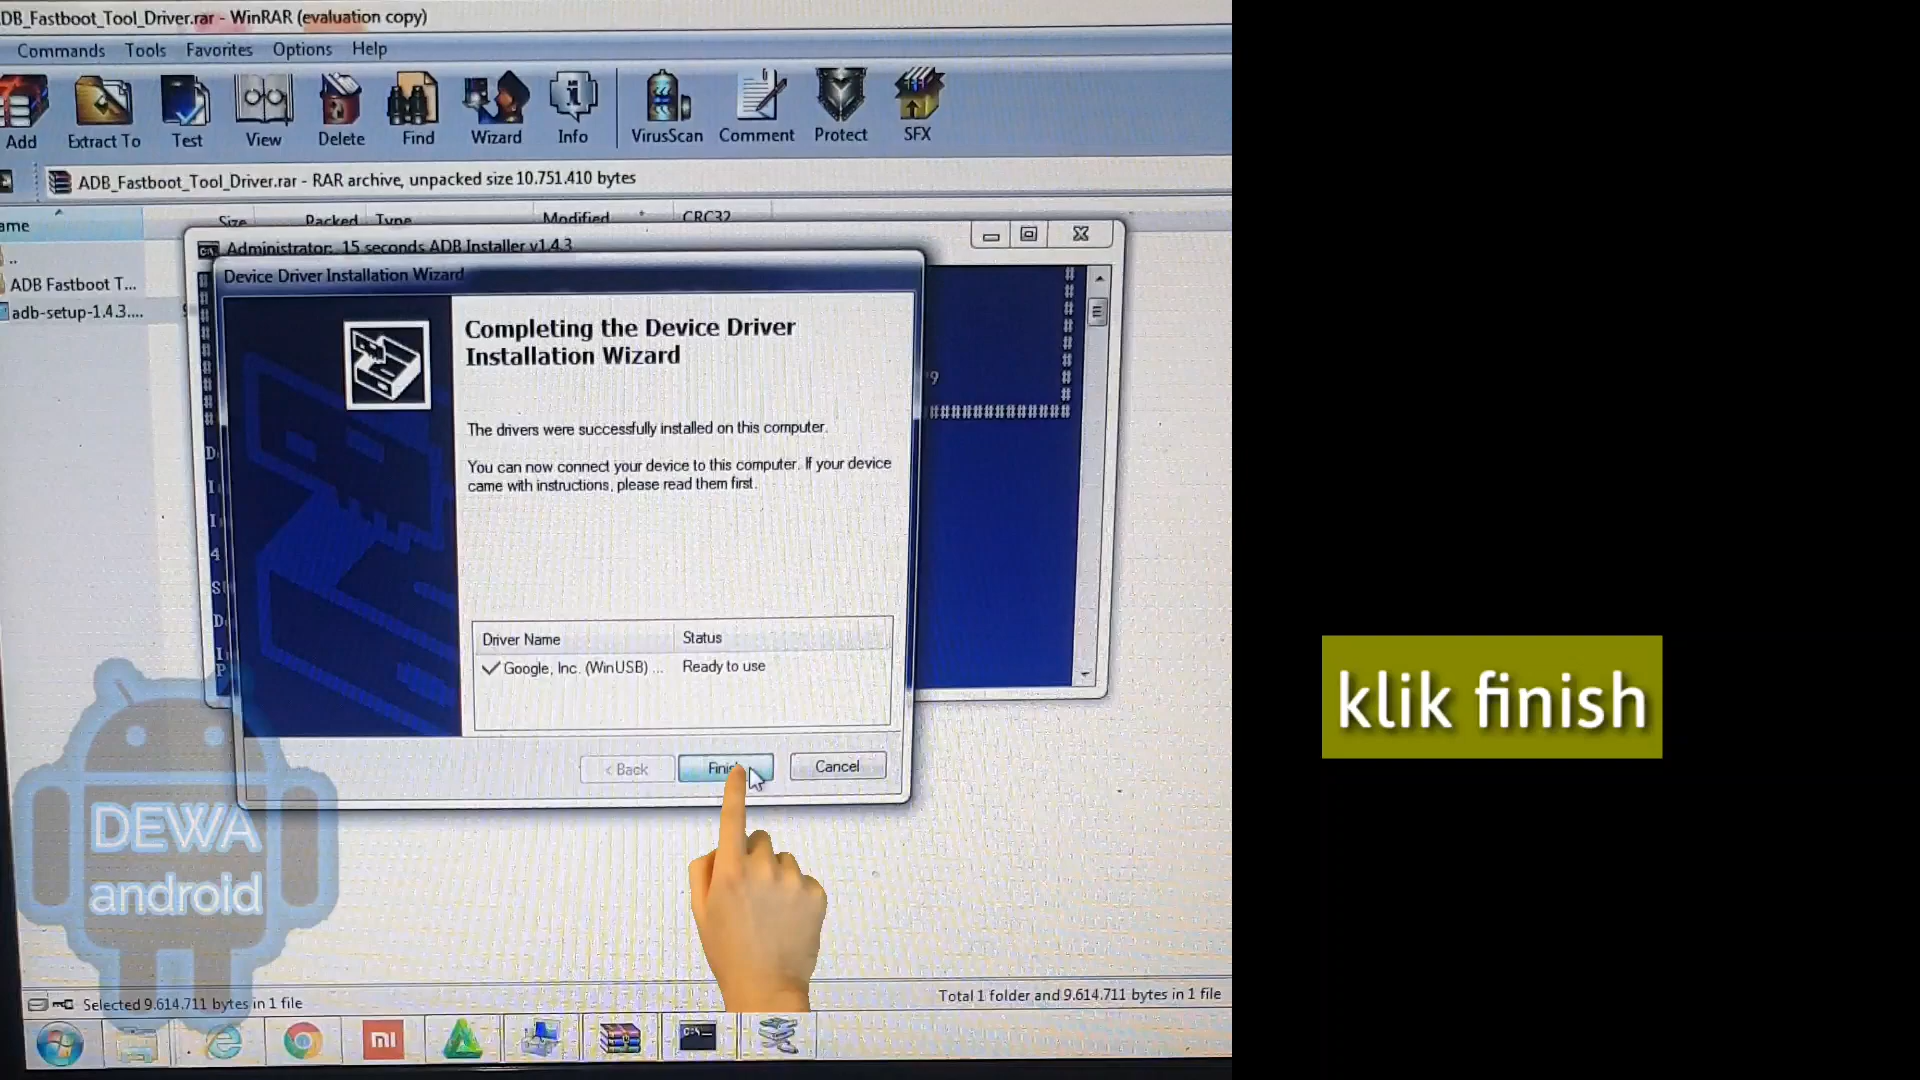 DB_Fastboot_Tool_Driver.rar - WinRAR (evaluation copy)
Commands Tools Favorites Options Help
Add Extract To Test View Delete Find Wizard Info VirusScan Comment Protect SFX
ADB_Fastboot_Tool_Driver.rar - RAR archive, unpacked size 10.751.410 bytes
ame Size Packed Type Modified CRC32
..
Administrator: 15 seconds ADB Installer v1.4.3
Device Driver Installation Wizard
ADB Fastboot T...
adb-setup-1.4.3....
Completing the Device Driver
Installation Wizard
9
##############
The drivers were successfully installed on this computer.
You can now connect your device to this computer. If your device
came with instructions, please read them first.
Driver Name Status
Google, Inc. (WinUSB) ... Ready to use
< Back Cancel
klik finish
DEWA
android
Selected 9.614.711 bytes in 1 file
Total 1 folder and 9.614.711 bytes in 1 file
mi
C:\_